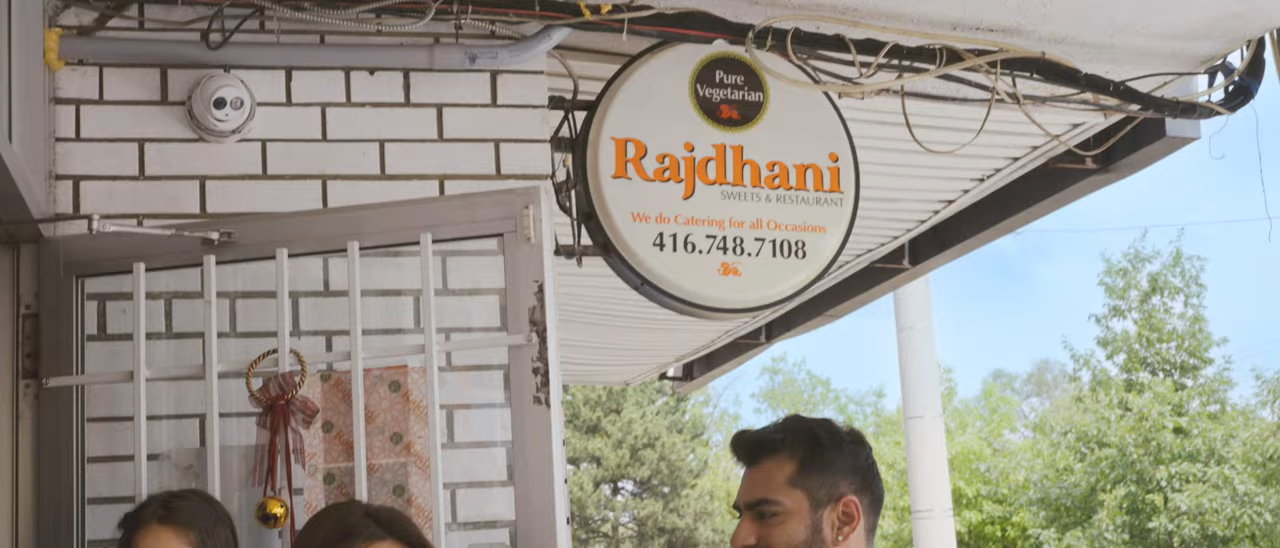 Pure
Vegetarian
Rajdhani
SWEETS & RESTAURANT
We do Catering for all Occasions
416.748.7108